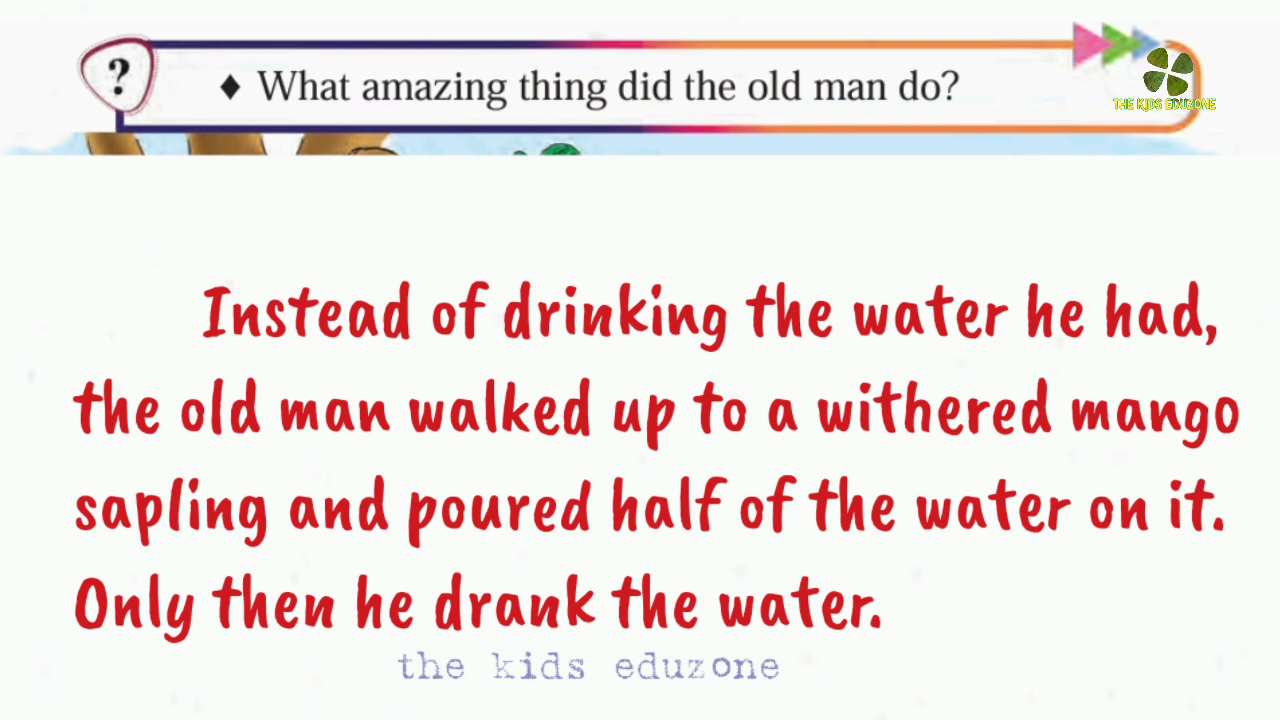 ?
♦ What amazing thing did the old man do?
THE KIDS EDUZONE
Instead of drinking the water he had,
the old man walked up to a withered mango
sapling and poured half of the water on it.
Only then he drank the water.
the kids eduzone